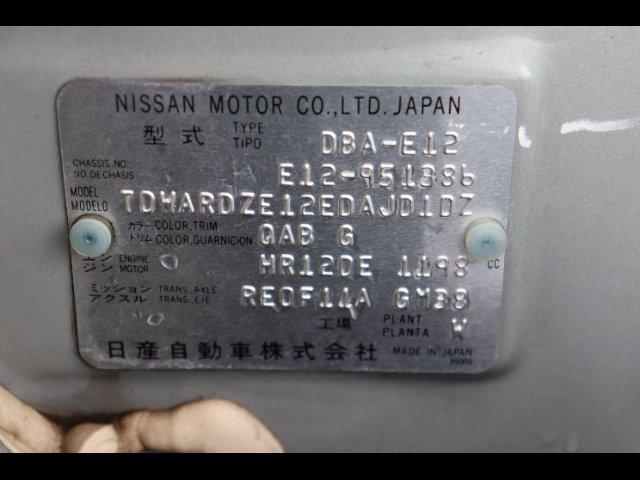 NISSAN MOTOR CO.,LTD. JAPAN
型式 TYPE TIPO DBA-E12
CHASSIS NO. NO. DE CHASIS E12-951386
MODEL MODELO TDWARDZE12EDAJD1DZ
カラー トリム COLOR, TRIM COLOR, GUARNICION QAB G
エンジン ENGINE MOTOR HR12DE 1198 CC
ミッション アクスル TRANS., AXLE TRANS., EJE RE0F11A GM38
工場 PLANT PLANTA W
日産自動車株式会社 MADE IN JAPAN